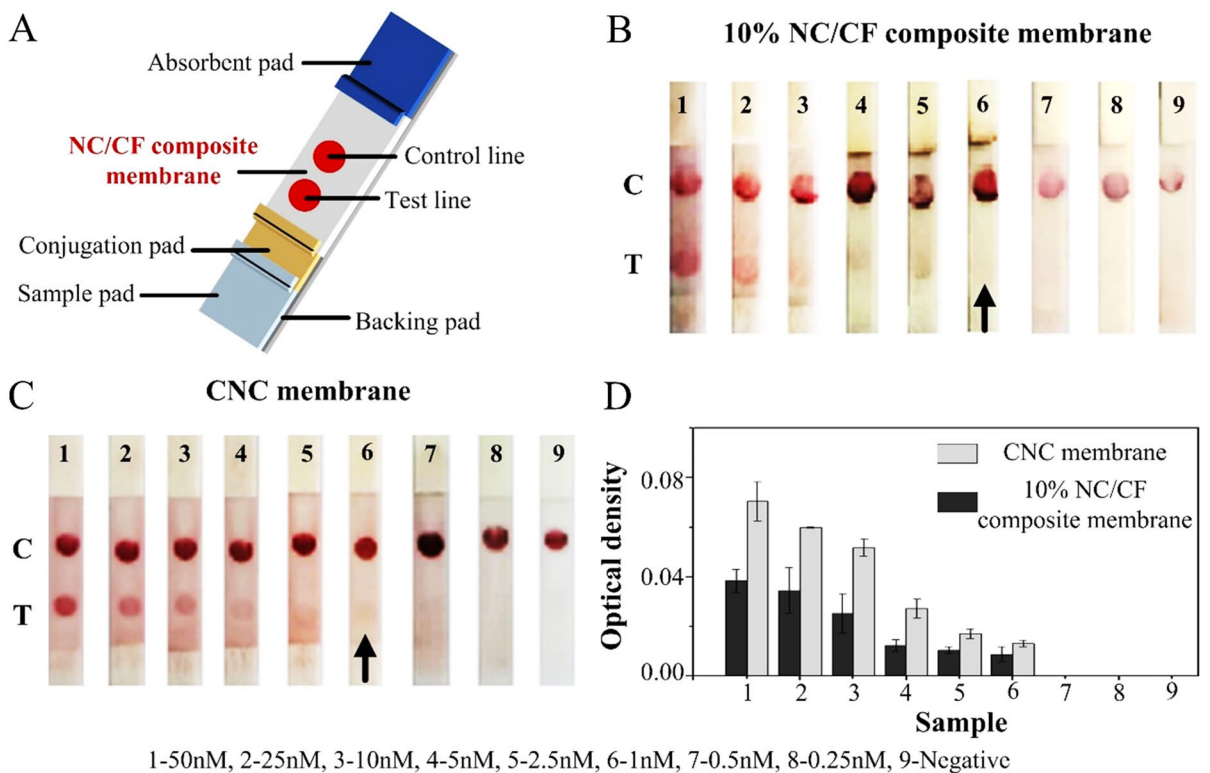 A
Absorbent pad
NC/CF composite
membrane
Control line
Test line
Conjugation pad
Sample pad
Backing pad
B
10% NC/CF composite membrane
1 2 3 4 5 6 7 8 9
C
T
C
CNC membrane
1 2 3 4 5 6 7 8 9
C
T
D
Optical density
0.08
0.04
0.00
CNC membrane
10% NC/CF
composite membrane
1 2 3 4 5 6 7 8 9
Sample
1-50nM, 2-25nM, 3-10nM, 4-5nM, 5-2.5nM, 6-1nM, 7-0.5nM, 8-0.25nM, 9-Negative